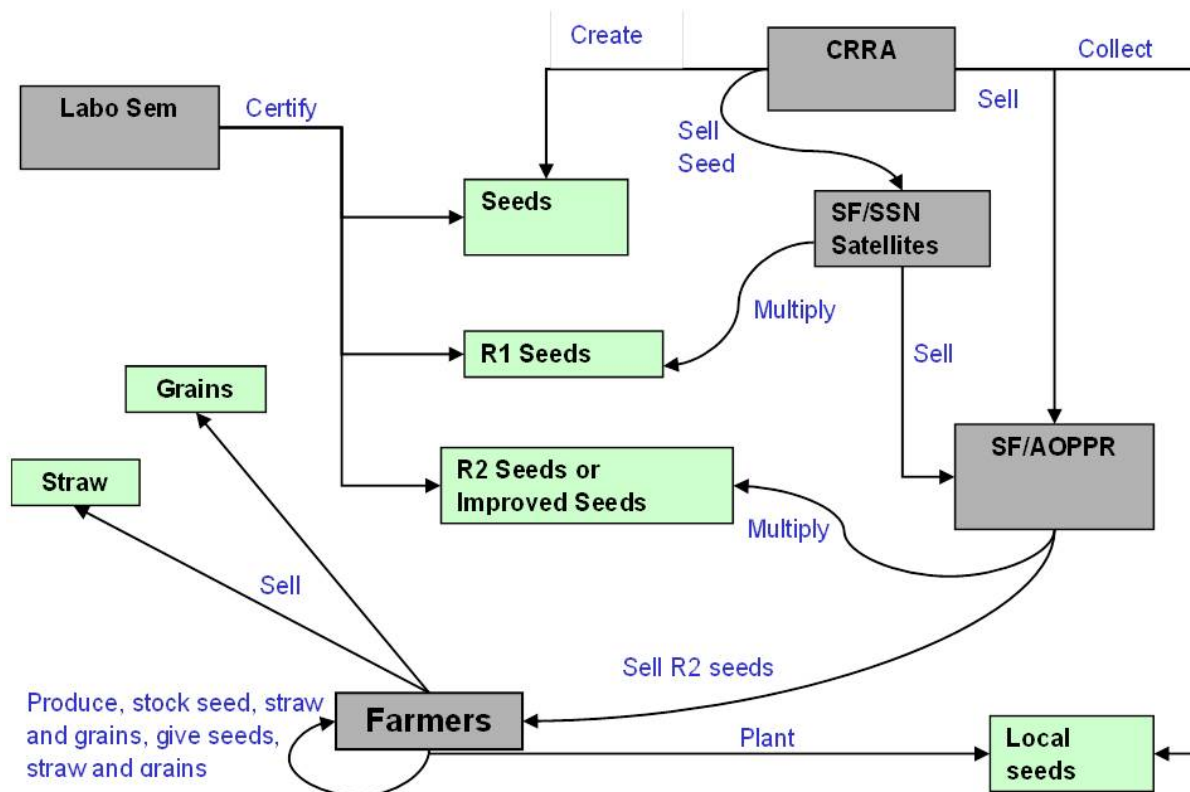 Create
CRRA
Collect
Labo Sem
Certify
Sell
Sell
Seed
Seeds
SF/SSN
Satellites
Multiply
R1 Seeds
Sell
Grains
SF/AOPPR
Straw
R2 Seeds or
Improved Seeds
Multiply
Sell
Sell R2 seeds
Produce, stock seed, straw
and grains, give seeds,
straw and grains
Farmers
Plant
Local
seeds